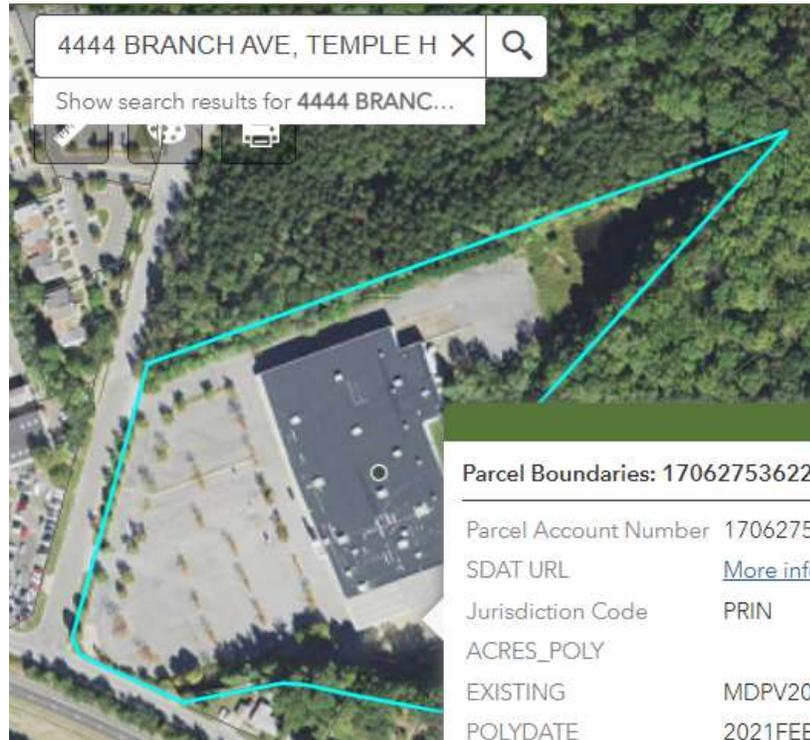 4444 BRANCH AVE, TEMPLE H
Show search results for 4444 BRANC...
Parcel Boundaries: 17062753622
Parcel Account Number 1706275
SDAT URL More inf
Jurisdiction Code PRIN
ACRES_POLY
EXISTING MDPV20
POLYDATE 2021FEB